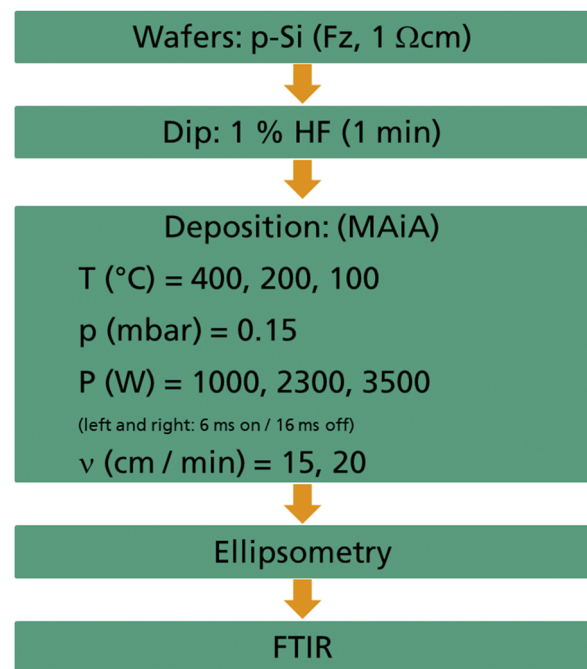 Wafers: p-Si (Fz, 1 Ωcm)
Dip: 1 % HF (1 min)
Deposition: (MAiA)
T (°C) = 400, 200, 100
p (mbar) = 0.15
P (W) = 1000, 2300, 3500
(left and right: 6 ms on / 16 ms off)
ν (cm / min) = 15, 20
Ellipsometry
FTIR